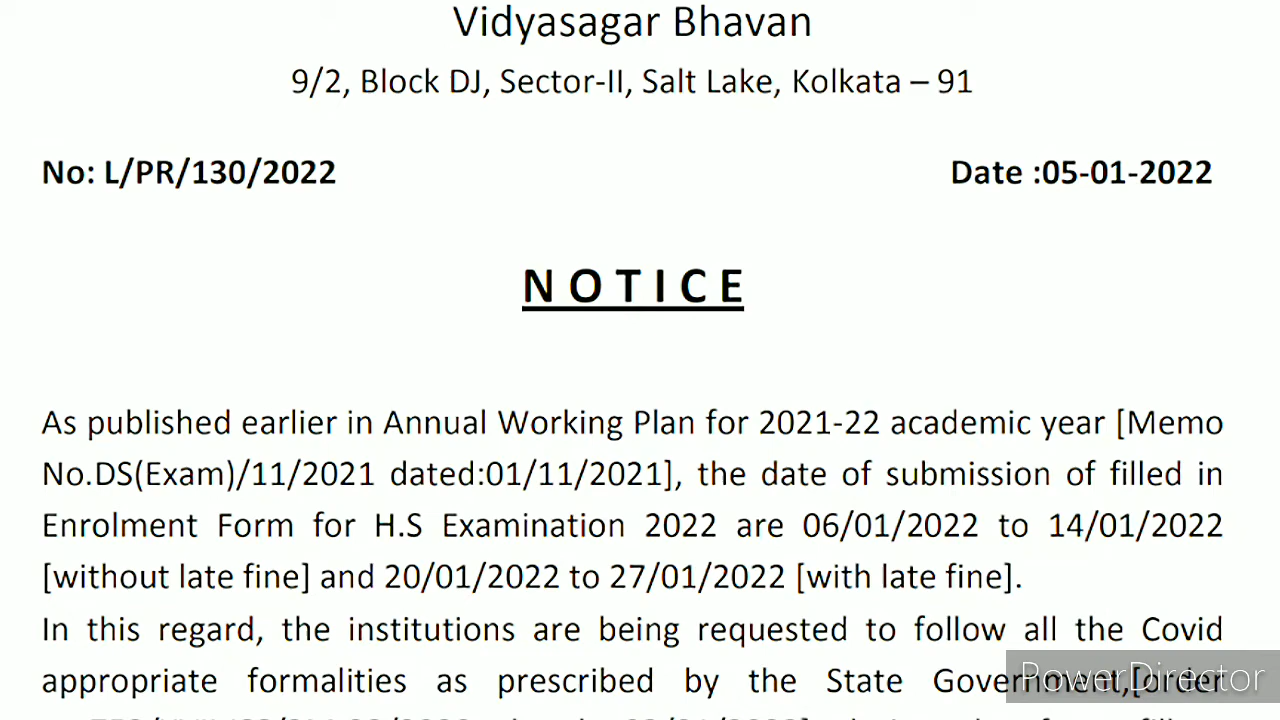 Vidyasagar Bhavan
9/2, Block DJ, Sector-II, Salt Lake, Kolkata – 91
No: L/PR/130/2022 Date :05-01-2022
NOTICE
As published earlier in Annual Working Plan for 2021-22 academic year [Memo
No.DS(Exam)/11/2021 dated:01/11/2021], the date of submission of filled in
Enrolment Form for H.S Examination 2022 are 06/01/2022 to 14/01/2022
[without late fine] and 20/01/2022 to 27/01/2022 [with late fine].
In this regard, the institutions are being requested to follow all the Covid
appropriate formalities as prescribed by the State Government,[order
PowerDirector